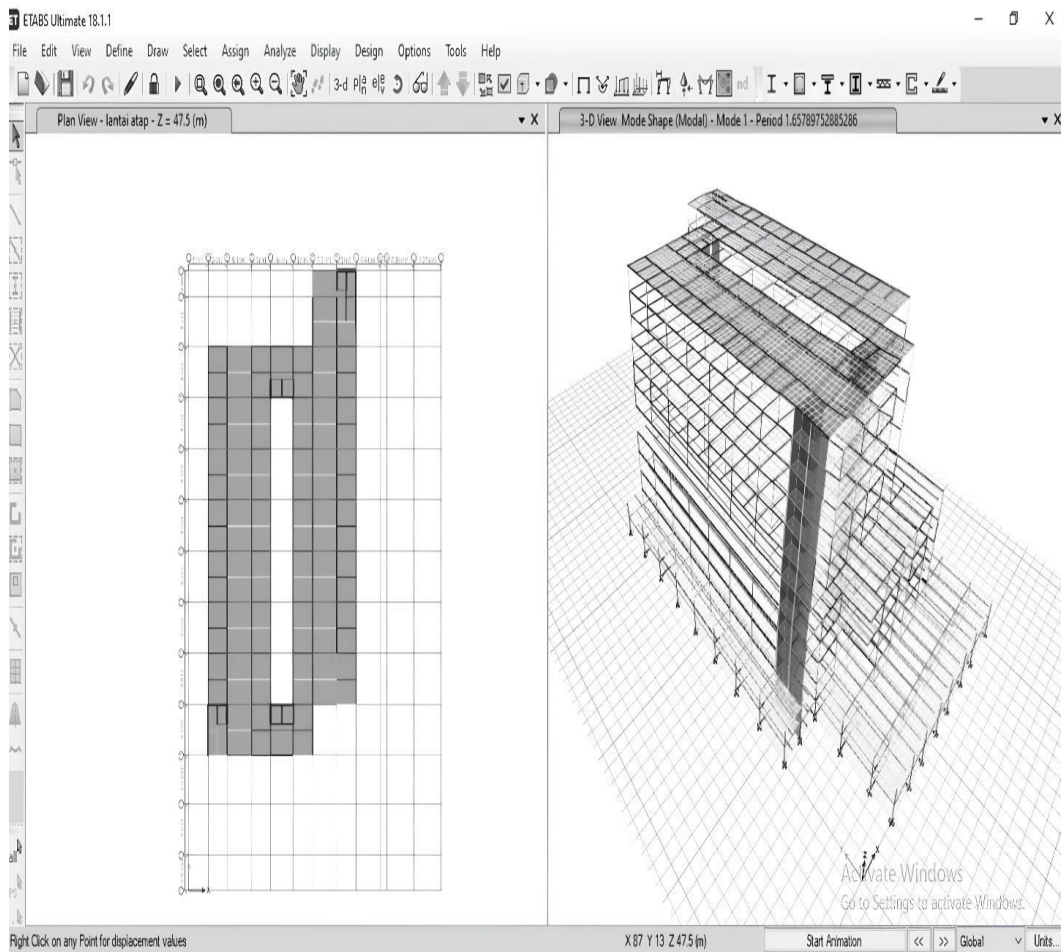 ETABS Ultimate 18.1.1
File Edit View Define Draw Select Assign Analyze Display Design Options Tools Help
3-d
nd
Plan View - lantai atap - Z = 47.5 (m)
3-D View Mode Shape (Modal) - Mode 1 - Period 1.65789752885286
X
Z
X
Activate Windows
Go to Settings to activate Windows.
Right Click on any Point for displacement values
X 87 Y 13 Z 47.5 (m)
Start Animation
<<
>>
Global
Units...